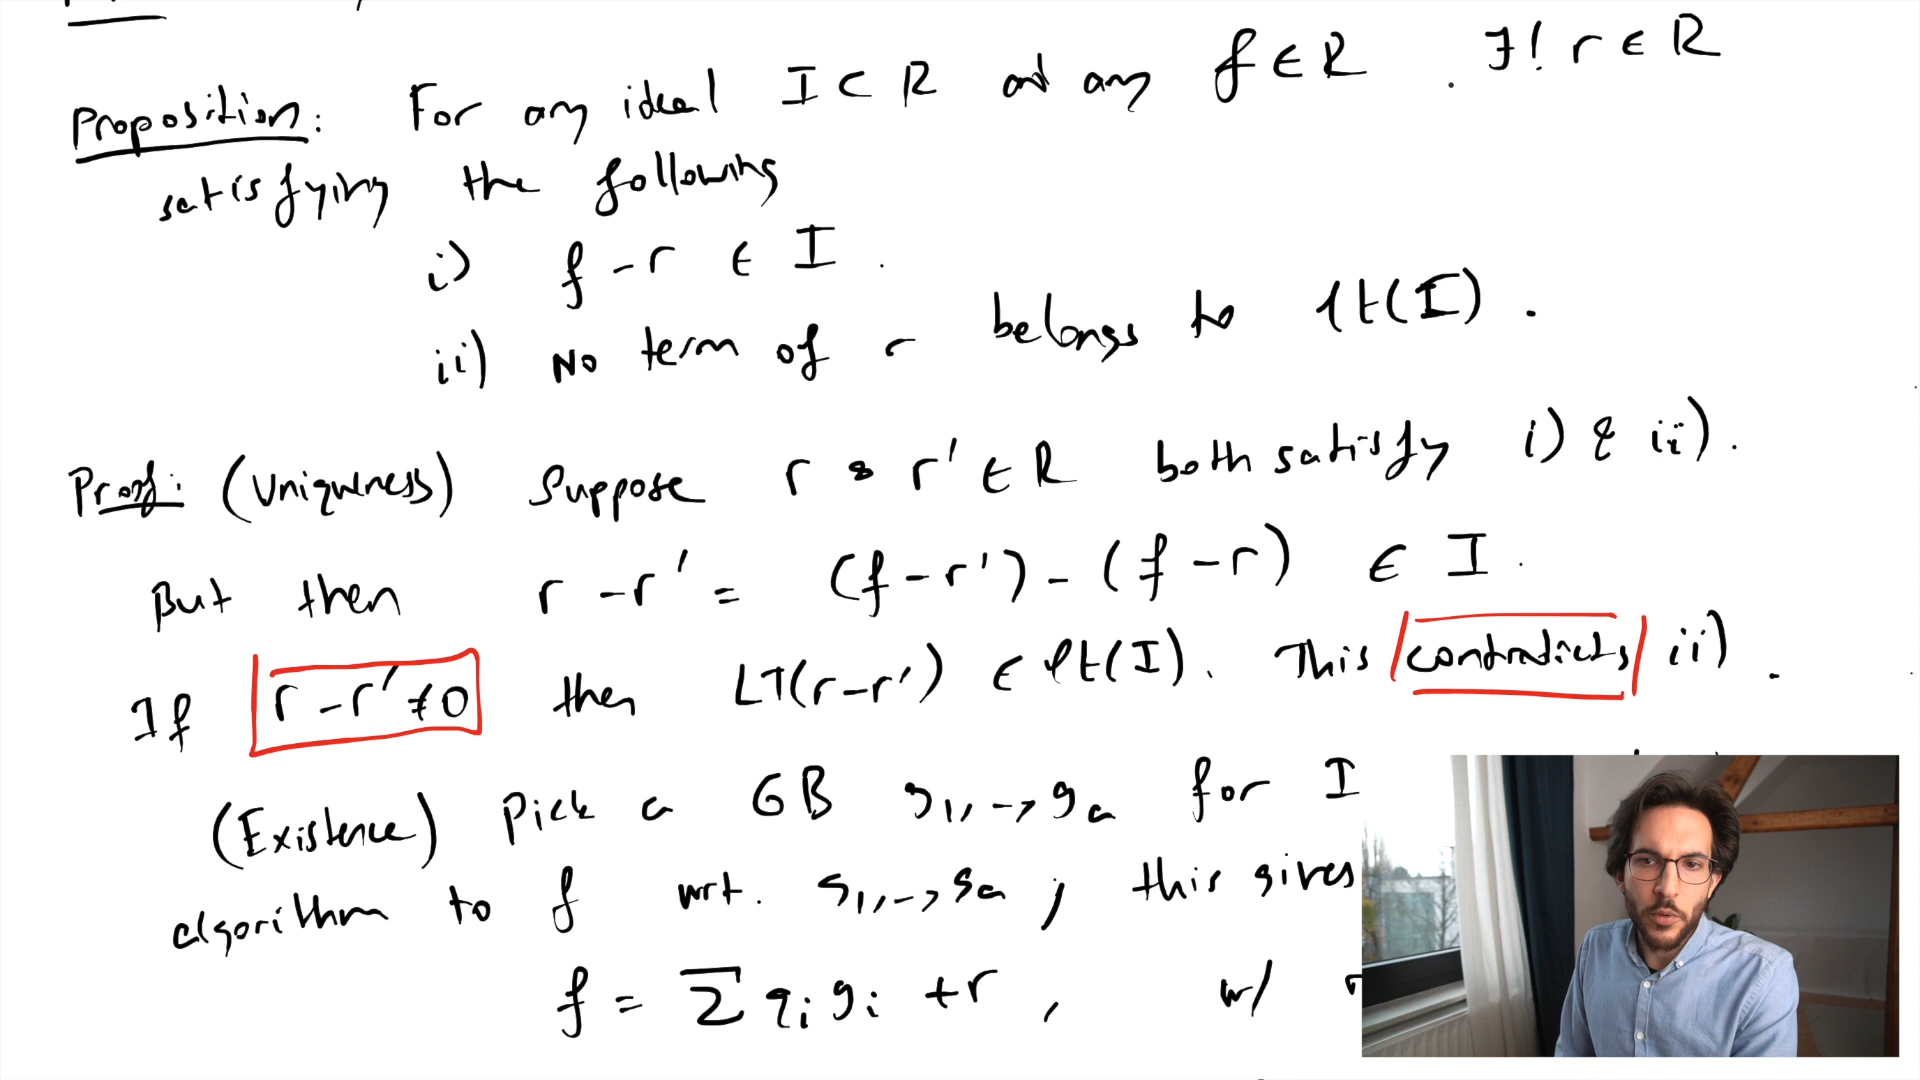 Proposition: For any ideal I ⊂ R and any f ∈ R. ∃! r ∈ R
satisfying the following
i) f - r ∈ I.
ii) No term of r belongs to lt(I).
Proof: (Uniqueness) Suppose r & r' ∈ R both satisfy i) & ii).
But then r - r' = (f - r') - (f - r) ∈ I.
If r - r' ≠ 0 then LT(r-r') ∈ lt(I). This contradicts ii).
(Existence) Pick a GB g₁,,->ga for I
algorithm to f wrt. g₁,,->ga ; this gives
f = Σ qᵢ gᵢ + r , w/